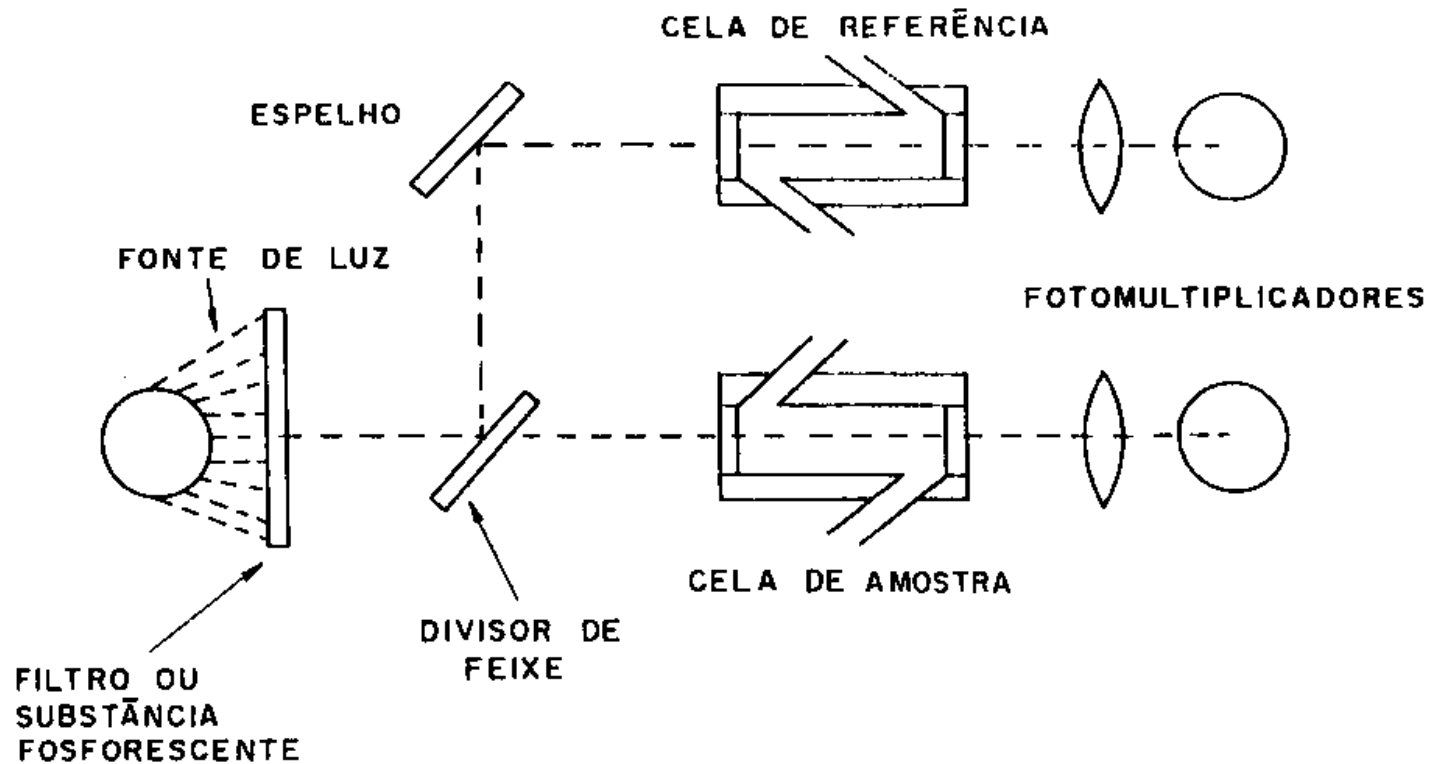 CELA DE REFERÊNCIA
ESPELHO
FONTE DE LUZ
FOTOMULTIPLICADORES
CELA DE AMOSTRA
DIVISOR DE
FEIXE
FILTRO OU
SUBSTÂNCIA
FOSFORESCENTE